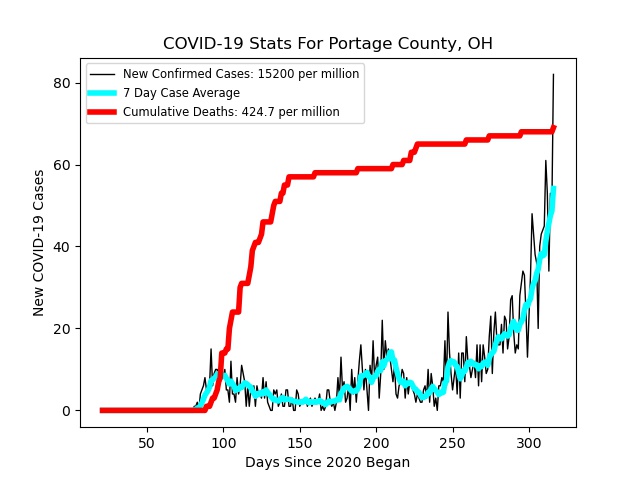 COVID-19 Stats For Portage County, OH
New Confirmed Cases: 15200 per million
7 Day Case Average
Cumulative Deaths: 424.7 per million
New COVID-19 Cases
80
60
40
20
0
50
100
150
200
250
300
Days Since 2020 Began